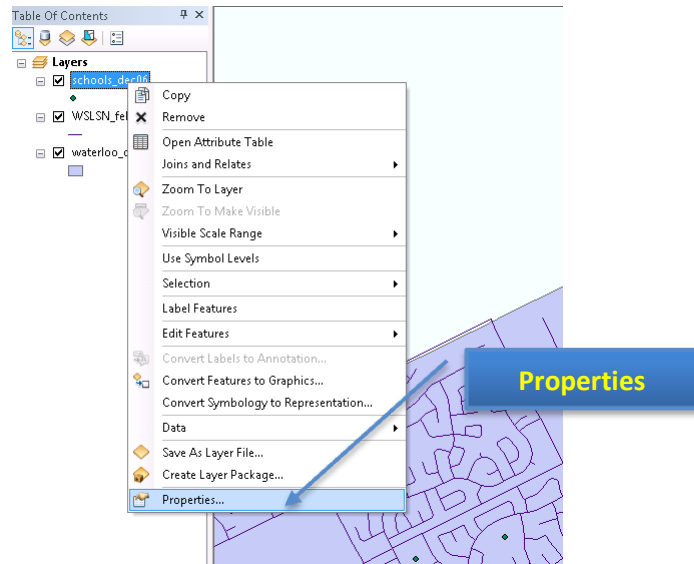 Table Of Contents
Layers
schools_dec06
WSLSN_fel
waterloo_c
Copy
Remove
Open Attribute Table
Joins and Relates
Zoom To Layer
Zoom To Make Visible
Visible Scale Range
Use Symbol Levels
Selection
Label Features
Edit Features
Convert Labels to Annotation...
Convert Features to Graphics...
Convert Symbology to Representation...
Data
Save As Layer File...
Create Layer Package...
Properties...
Properties